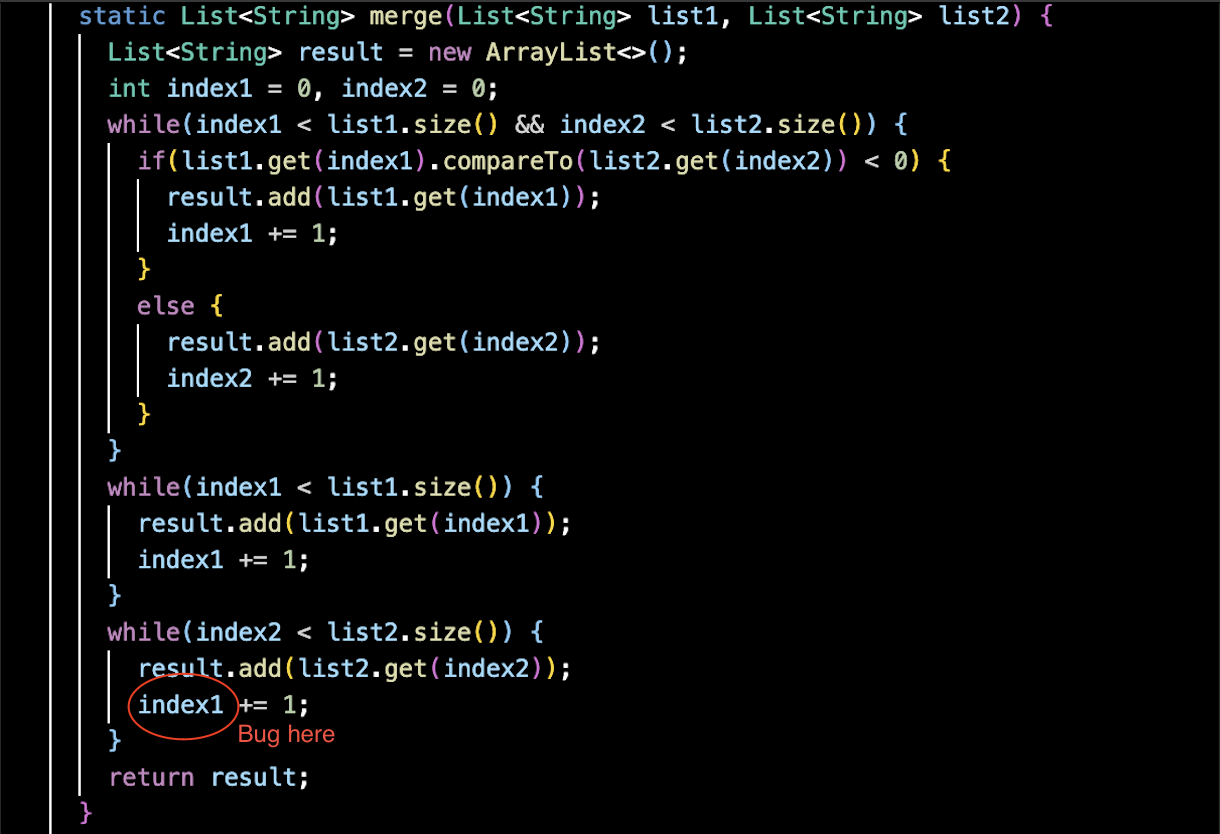 static List<String> merge(List<String> list1, List<String> list2) {
List<String> result = new ArrayList<>();
int index1 = 0, index2 = 0;
while(index1 < list1.size() && index2 < list2.size()) {
if(list1.get(index1).compareTo(list2.get(index2)) < 0) {
result.add(list1.get(index1));
index1 += 1;
}
else {
result.add(list2.get(index2));
index2 += 1;
}
}
while(index1 < list1.size()) {
result.add(list1.get(index1));
index1 += 1;
}
while(index2 < list2.size()) {
result.add(list2.get(index2));
index1 += 1;
Bug here
}
return result;
}